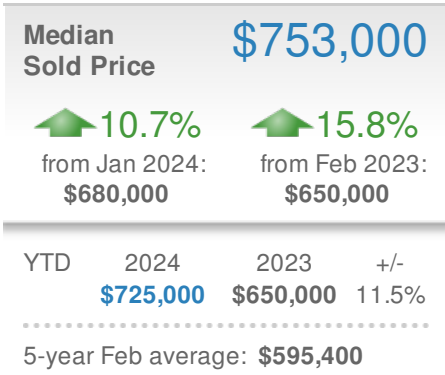 Median
Sold Price
$753,000
10.7%
from Jan 2024:
$680,000
15.8%
from Feb 2023:
$650,000
YTD 2024 2023 +/-
$725,000 $650,000 11.5%
5-year Feb average: $595,400